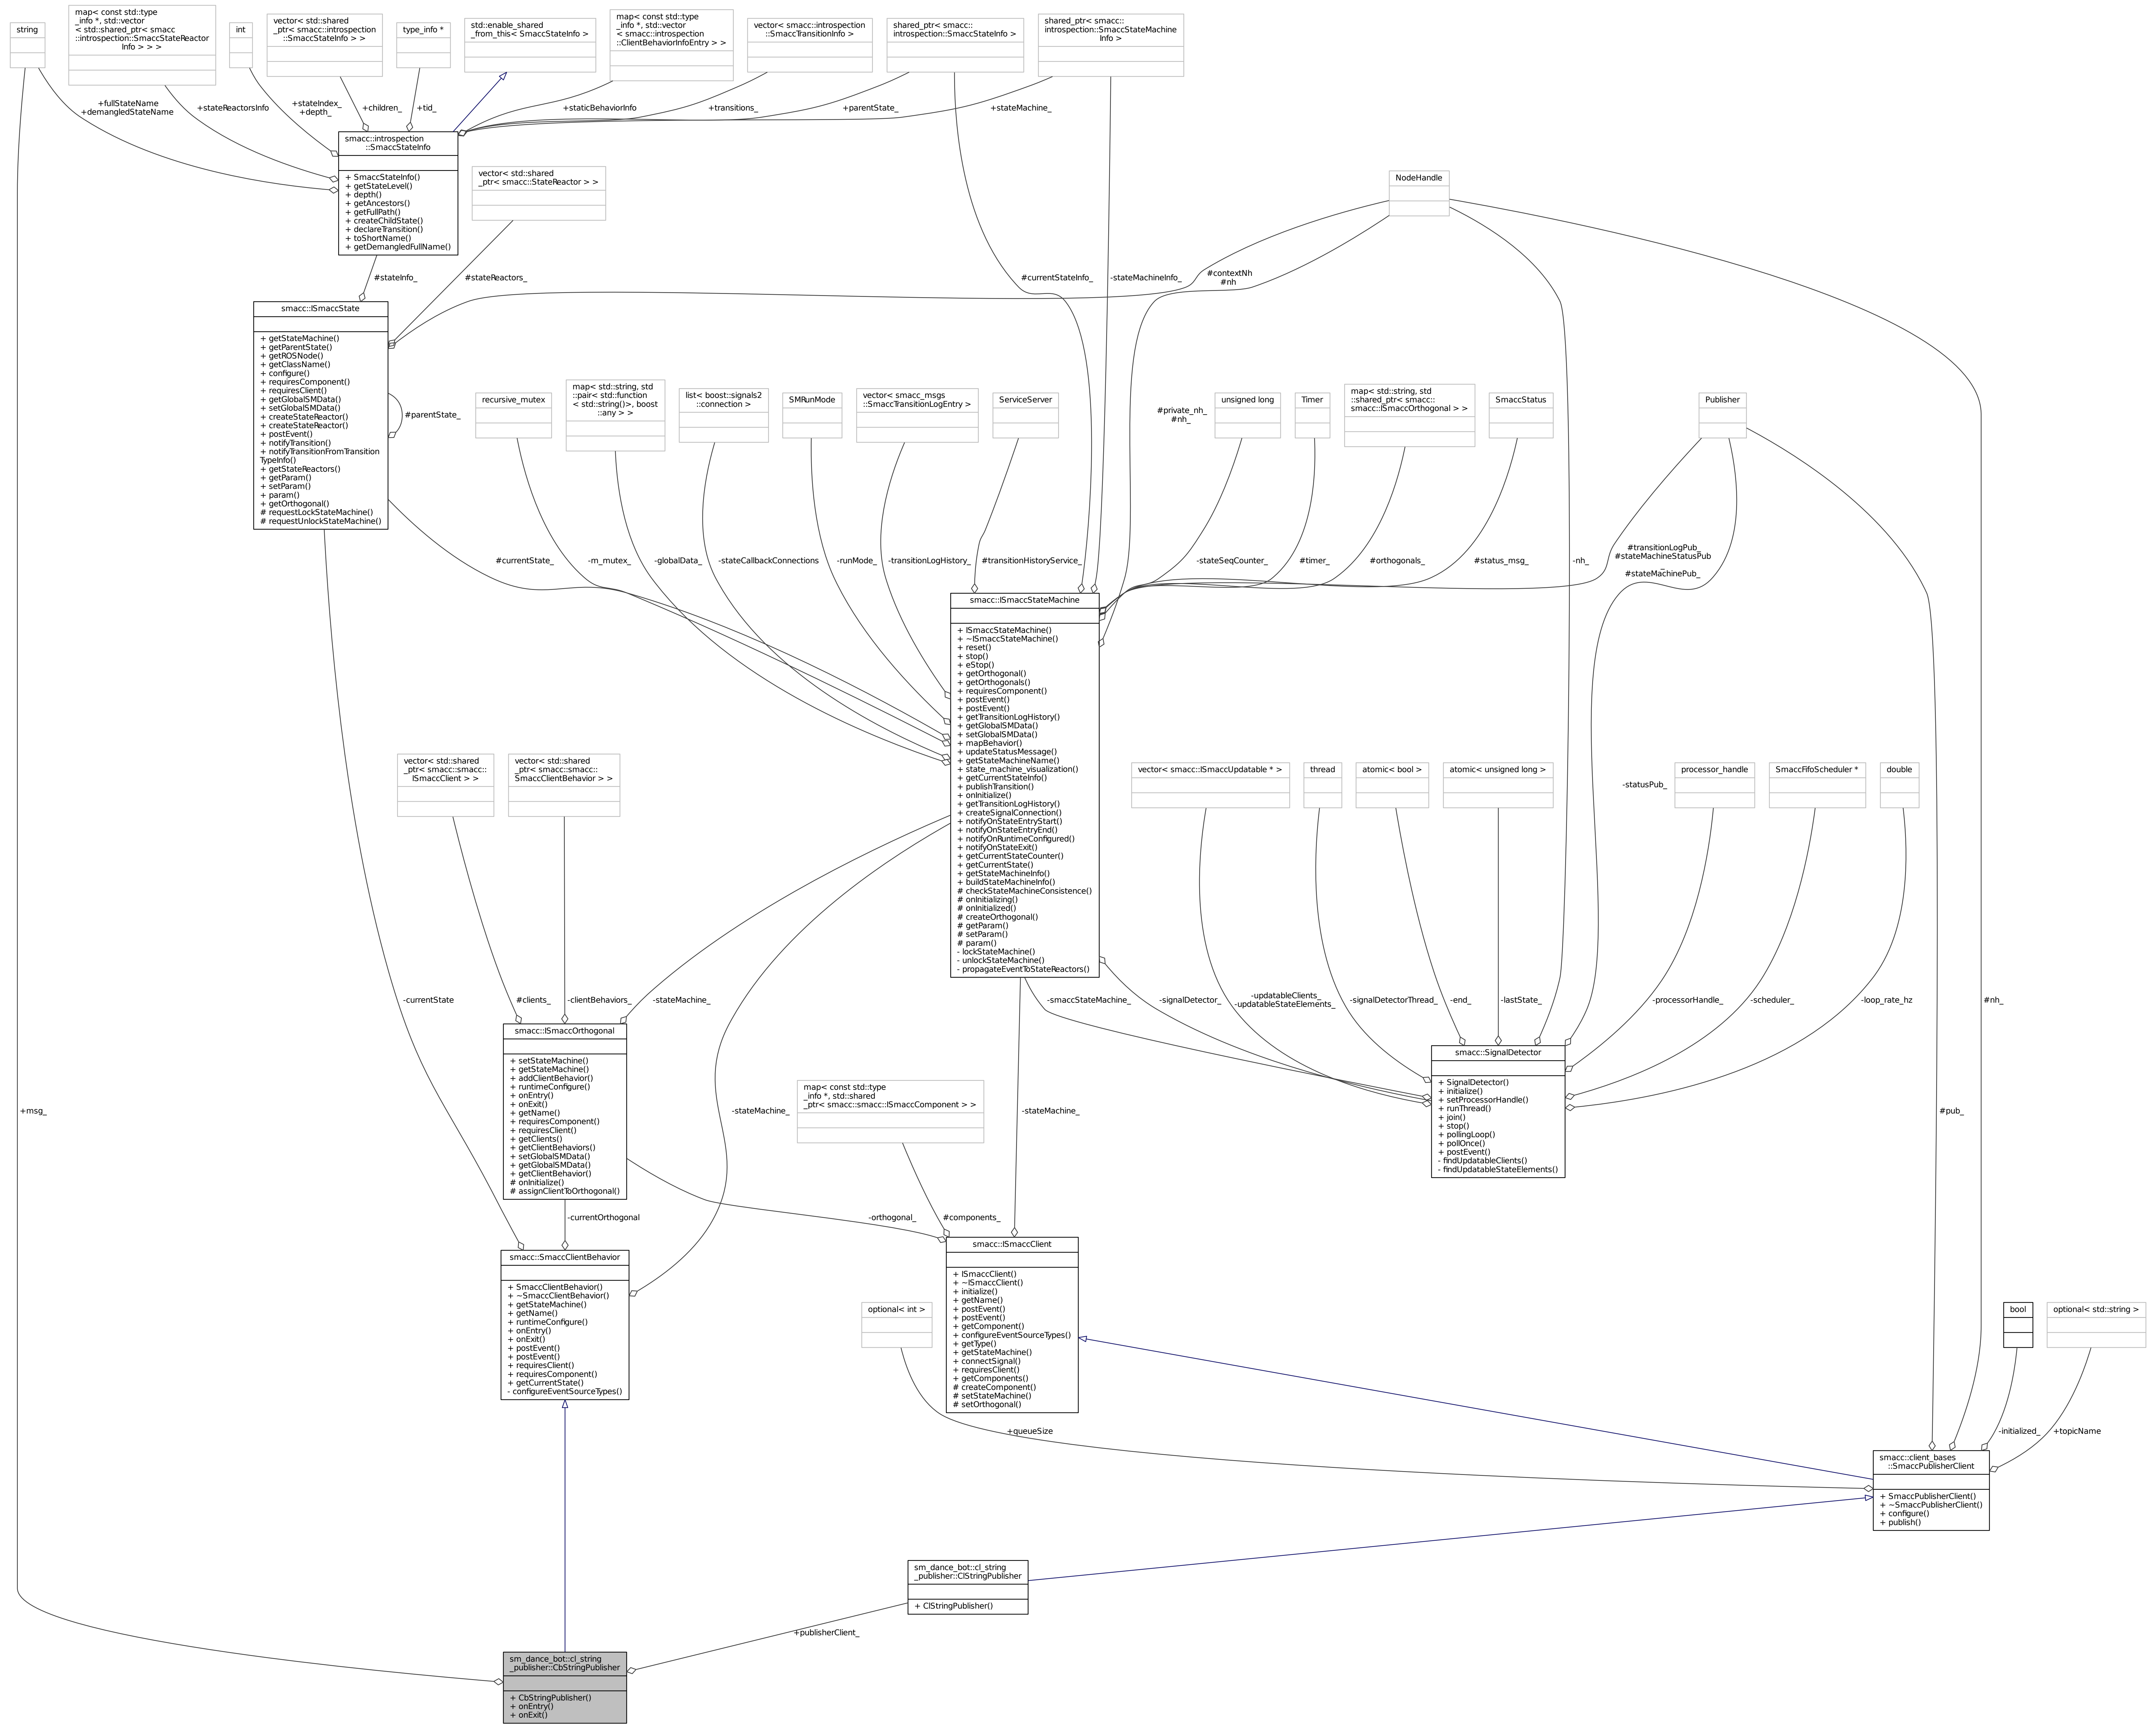 string
map< const std::type
_info *, std::vector
< std::shared_ptr< smacc
::introspection::SmaccStateReactor
Info > > >
int
vector< std::shared
_ptr< smacc::introspection
::SmaccStateInfo > >
type_info *
std::enable_shared
_from_this< SmaccStateInfo >
map< const std::type
_info *, std::vector
< smacc::introspection
::ClientBehaviorInfoEntry > >
vector< smacc::introspection
::SmaccTransitionInfo >
shared_ptr< smacc::
introspection::SmaccStateInfo >
shared_ptr< smacc::
introspection::SmaccStateMachine
Info >
+fullStateName
+demangledStateName
+stateReactorsInfo
+stateIndex_
+depth_
+children_
+tid_
+staticBehaviorInfo
+transitions_
+parentState_
+stateMachine_
smacc::introspection
::SmaccStateInfo
+ SmaccStateInfo()
+ getStateLevel()
+ depth()
+ getAncestors()
+ getFullPath()
+ createChildState()
+ declareTransition()
+ toShortName()
+ getDemangledFullName()
vector< std::shared
_ptr< smacc::StateReactor > >
NodeHandle
#stateInfo_
#stateReactors_
#currentStateInfo_
-stateMachineInfo_
#contextNh
#nh
smacc::ISmaccState
+ getStateMachine()
+ getParentState()
+ getROSNode()
+ getClassName()
+ configure()
+ requiresComponent()
+ requiresClient()
+ getGlobalSMData()
+ setGlobalSMData()
+ createStateReactor()
+ createStateReactor()
+ postEvent()
+ notifyTransition()
+ notifyTransitionFromTransition
TypeInfo()
+ getStateReactors()
+ getParam()
+ setParam()
+ param()
+ getOrthogonal()
# requestLockStateMachine()
# requestUnlockStateMachine()
#parentState_
recursive_mutex
map< std::string, std
::pair< std::function
< std::string()>, boost
::any > >
list< boost::signals2
::connection >
SMRunMode
vector< smacc_msgs
::SmaccTransitionLogEntry >
ServiceServer
#private_nh_
#nh_
unsigned long
Timer
map< std::string, std
::shared_ptr< smacc::
smacc::ISmaccOrthogonal > >
SmaccStatus
Publisher
#currentState_
-m_mutex_
-globalData_
-stateCallbackConnections
-runMode_
-transitionLogHistory_
#transitionHistoryService_
-stateSeqCounter_
#timer_
#orthogonals_
#status_msg_
-nh_
#transitionLogPub_
#stateMachineStatusPub
_
#stateMachinePub_
smacc::ISmaccStateMachine
+ ISmaccStateMachine()
+ ~ISmaccStateMachine()
+ reset()
+ stop()
+ eStop()
+ getOrthogonal()
+ getOrthogonals()
+ requiresComponent()
+ postEvent()
+ postEvent()
+ getTransitionLogHistory()
+ getGlobalSMData()
+ setGlobalSMData()
+ mapBehavior()
+ updateStatusMessage()
+ getStateMachineName()
+ state_machine_visualization()
+ getCurrentStateInfo()
+ publishTransition()
+ onInitialize()
+ getTransitionLogHistory()
+ createSignalConnection()
+ notifyOnStateEntryStart()
+ notifyOnStateEntryEnd()
+ notifyOnRuntimeConfigured()
+ notifyOnStateExit()
+ getCurrentStateCounter()
+ getCurrentState()
+ getStateMachineInfo()
+ buildStateMachineInfo()
# checkStateMachineConsistence()
# onInitializing()
# onInitialized()
# createOrthogonal()
# getParam()
# setParam()
# param()
- lockStateMachine()
- unlockStateMachine()
- propagateEventToStateReactors()
vector< std::shared
_ptr< smacc::smacc::
ISmaccClient > >
vector< std::shared
_ptr< smacc::smacc::
SmaccClientBehavior > >
vector< smacc::ISmaccUpdatable * >
thread
atomic< bool >
atomic< unsigned long >
-statusPub_
processor_handle
SmaccFifoScheduler *
double
-currentState
#clients_
-clientBehaviors_
-stateMachine_
-smaccStateMachine_
-signalDetector_
-updatableClients_
-updatableStateElements_
-signalDetectorThread_
-end_
-lastState_
-processorHandle_
-scheduler_
-loop_rate_hz
#nh_
smacc::ISmaccOrthogonal
+ setStateMachine()
+ getStateMachine()
+ addClientBehavior()
+ runtimeConfigure()
+ onEntry()
+ onExit()
+ getName()
+ requiresComponent()
+ requiresClient()
+ getClients()
+ getClientBehaviors()
+ setGlobalSMData()
+ getGlobalSMData()
+ getClientBehavior()
# onInitialize()
# assignClientToOrthogonal()
smacc::SignalDetector
+ SignalDetector()
+ initialize()
+ setProcessorHandle()
+ runThread()
+ join()
+ stop()
+ pollingLoop()
+ pollOnce()
+ postEvent()
- findUpdatableClients()
- findUpdatableStateElements()
map< const std::type
_info *, std::shared
_ptr< smacc::smacc::ISmaccComponent > >
+msg_
-stateMachine_
-stateMachine_
#pub_
-currentOrthogonal
-orthogonal_
#components_
smacc::SmaccClientBehavior
+ SmaccClientBehavior()
+ ~SmaccClientBehavior()
+ getStateMachine()
+ getName()
+ runtimeConfigure()
+ onEntry()
+ onExit()
+ postEvent()
+ postEvent()
+ requiresClient()
+ requiresComponent()
+ getCurrentState()
- configureEventSourceTypes()
smacc::ISmaccClient
+ ISmaccClient()
+ ~ISmaccClient()
+ initialize()
+ getName()
+ postEvent()
+ postEvent()
+ getComponent()
+ configureEventSourceTypes()
+ getType()
+ getStateMachine()
+ connectSignal()
+ requiresClient()
+ getComponents()
# createComponent()
# setStateMachine()
# setOrthogonal()
optional< int >
bool
optional< std::string >
+queueSize
-initialized_
+topicName
smacc::client_bases
::SmaccPublisherClient
+ SmaccPublisherClient()
+ ~SmaccPublisherClient()
+ configure()
+ publish()
sm_dance_bot::cl_string
_publisher::ClStringPublisher
+ ClStringPublisher()
+publisherClient_
sm_dance_bot::cl_string
_publisher::CbStringPublisher
+ CbStringPublisher()
+ onEntry()
+ onExit()